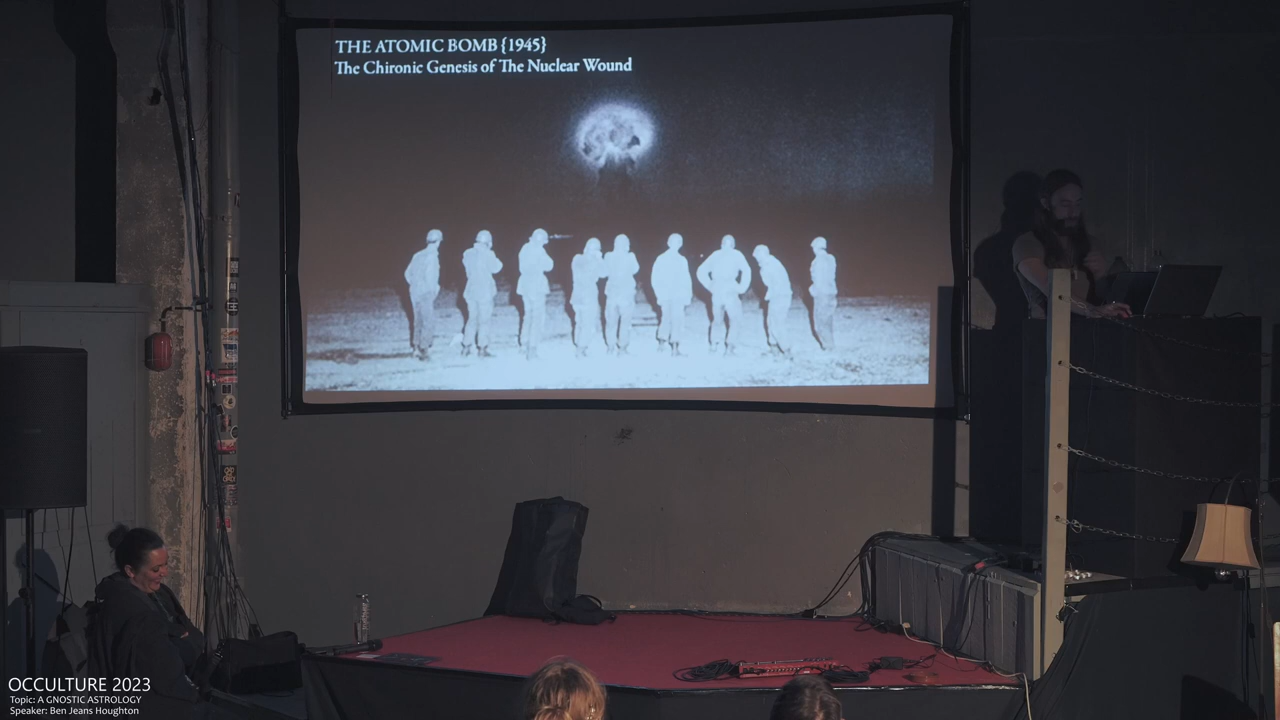 THE ATOMIC BOMB {1945}
The Chironic Genesis of The Nuclear Wound
OCCULTURE 2023
Topic: A GNOSTIC ASTROLOGY
Speaker: Ben Jeans Houghton